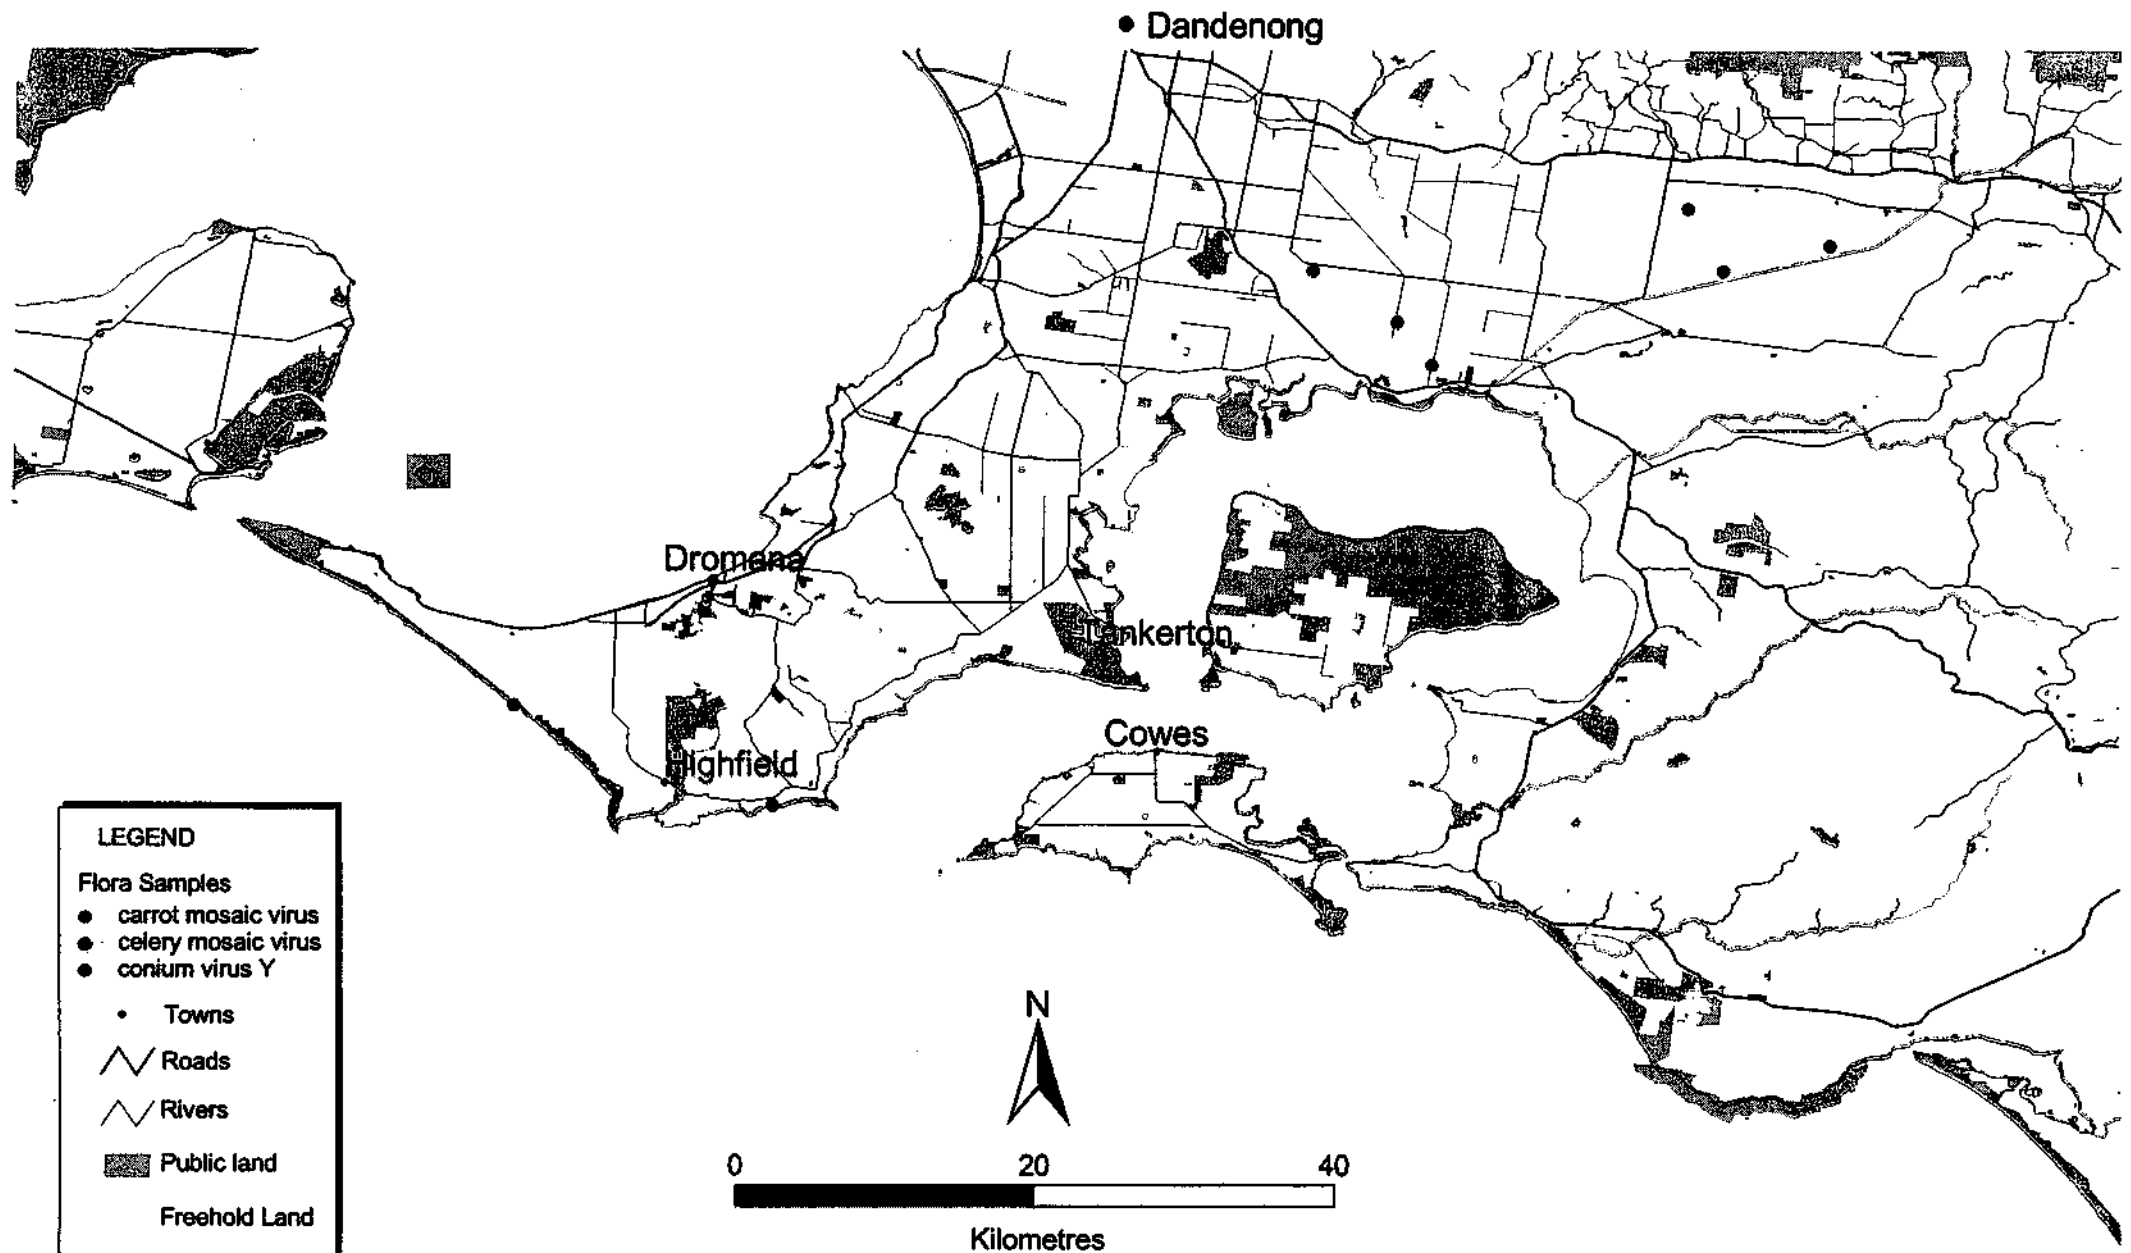 Dandenong
Dromana
Tankerton
Cowes
Highfield
LEGEND
Flora Samples
carrot mosaic virus
celery mosaic virus
conium virus Y
Towns
Roads
Rivers
Public land
Freehold Land
N
0 20 40
Kilometres